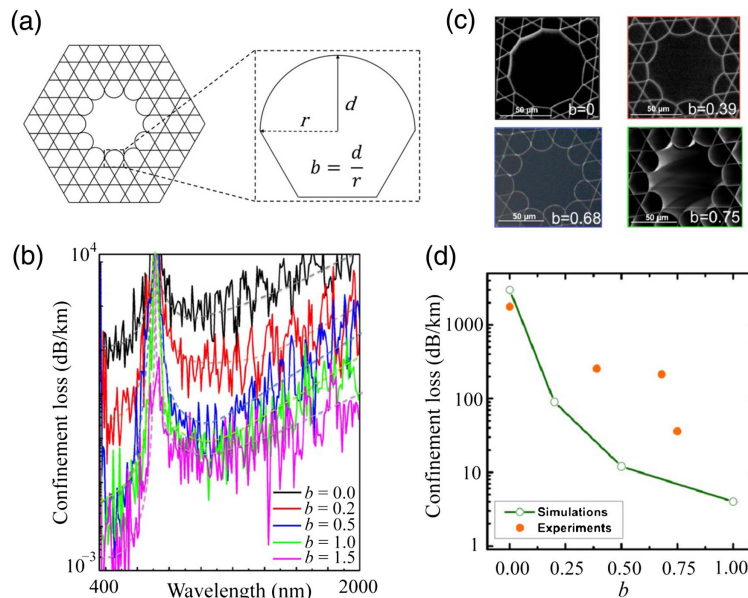 (a)
r
d
b = d/r
(c)
50 µm
b=0
50 µm
b=0.39
50 µm
b=0.68
50 µm
b=0.75
(b)
10⁴
Confinement loss (dB/km)
10⁻³
b = 0.0
b = 0.2
b = 0.5
b = 1.0
b = 1.5
400
Wavelength (nm)
2000
(d)
Confinement loss (dB/km)
1000
100
10
1
Simulations
Experiments
0.00
0.25
0.50
0.75
1.00
b